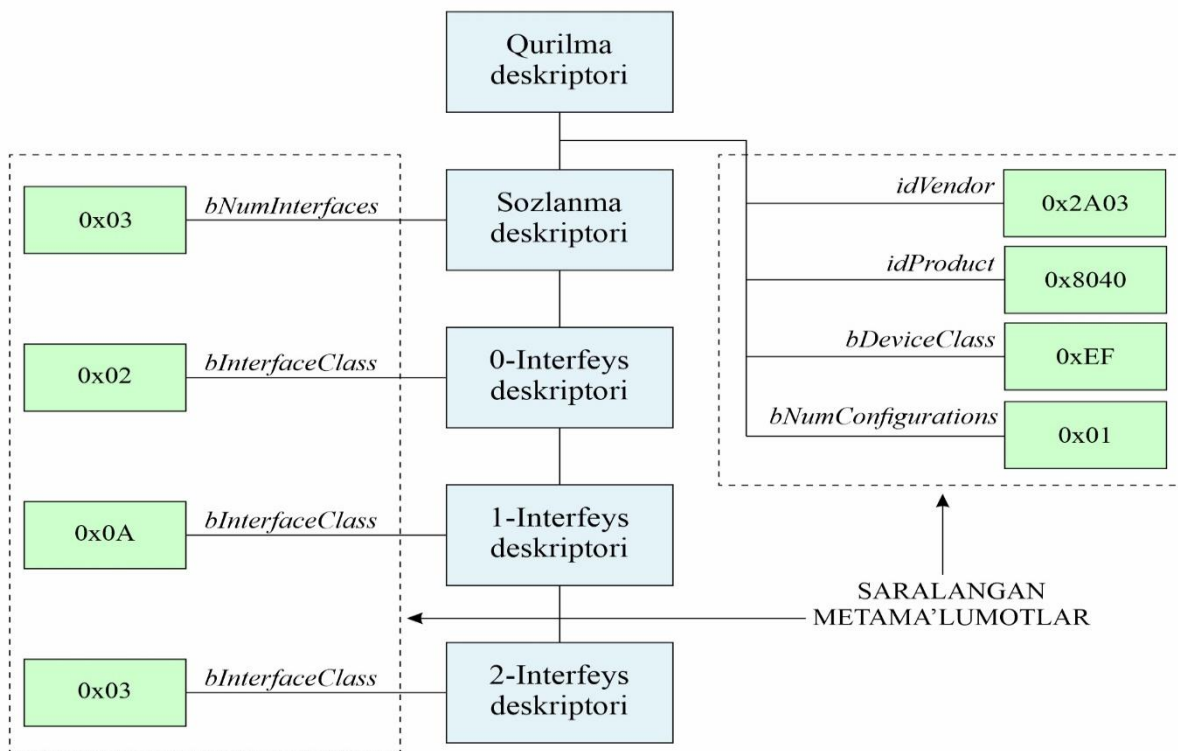 Qurilma
deskriptori
0x03
bNumInterfaces
Sozlanma
deskriptori
idVendor
0x2A03
idProduct
0x8040
0x02
bInterfaceClass
0-Interfeys
deskriptori
bDeviceClass
0xEF
bNumConfigurations
0x01
0x0A
bInterfaceClass
1-Interfeys
deskriptori
SARALANGAN
METAMA’LUMOTLAR
0x03
bInterfaceClass
2-Interfeys
deskriptori